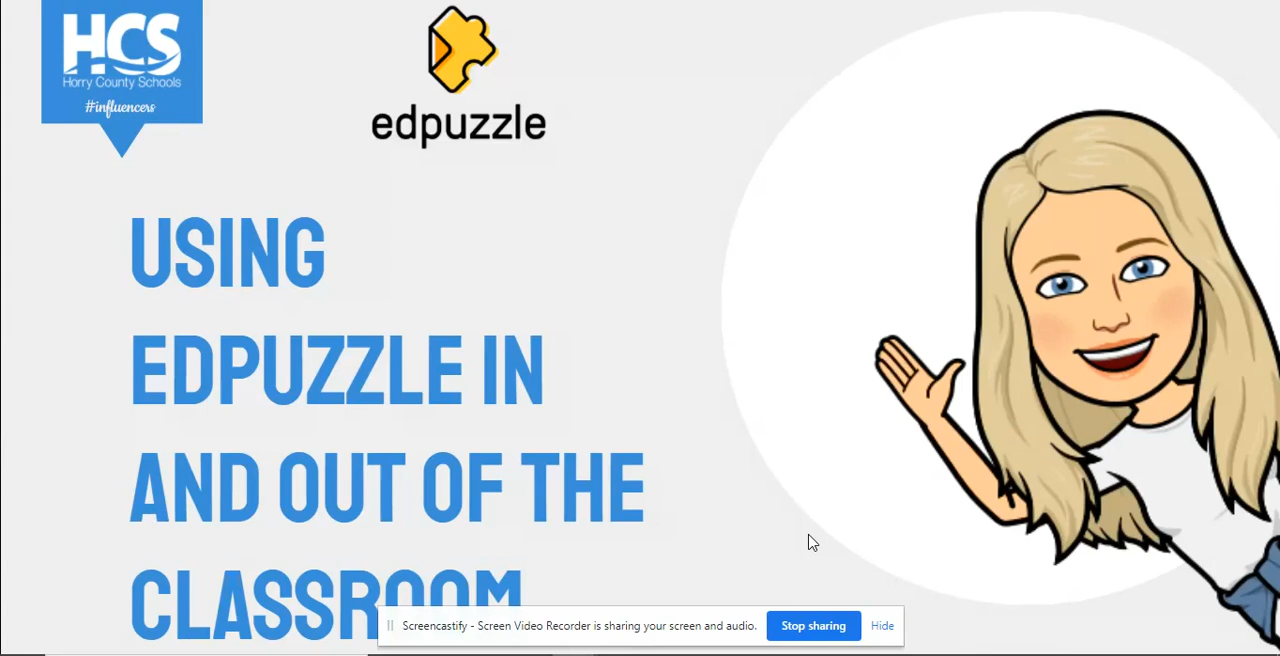 HCS
Horry County Schools
#influencers
edpuzzle
USING
EDPUZZLE IN
AND OUT OF THE
CLASSROOM
Screencastify - Screen Video Recorder is sharing your screen and audio. Stop sharing Hide